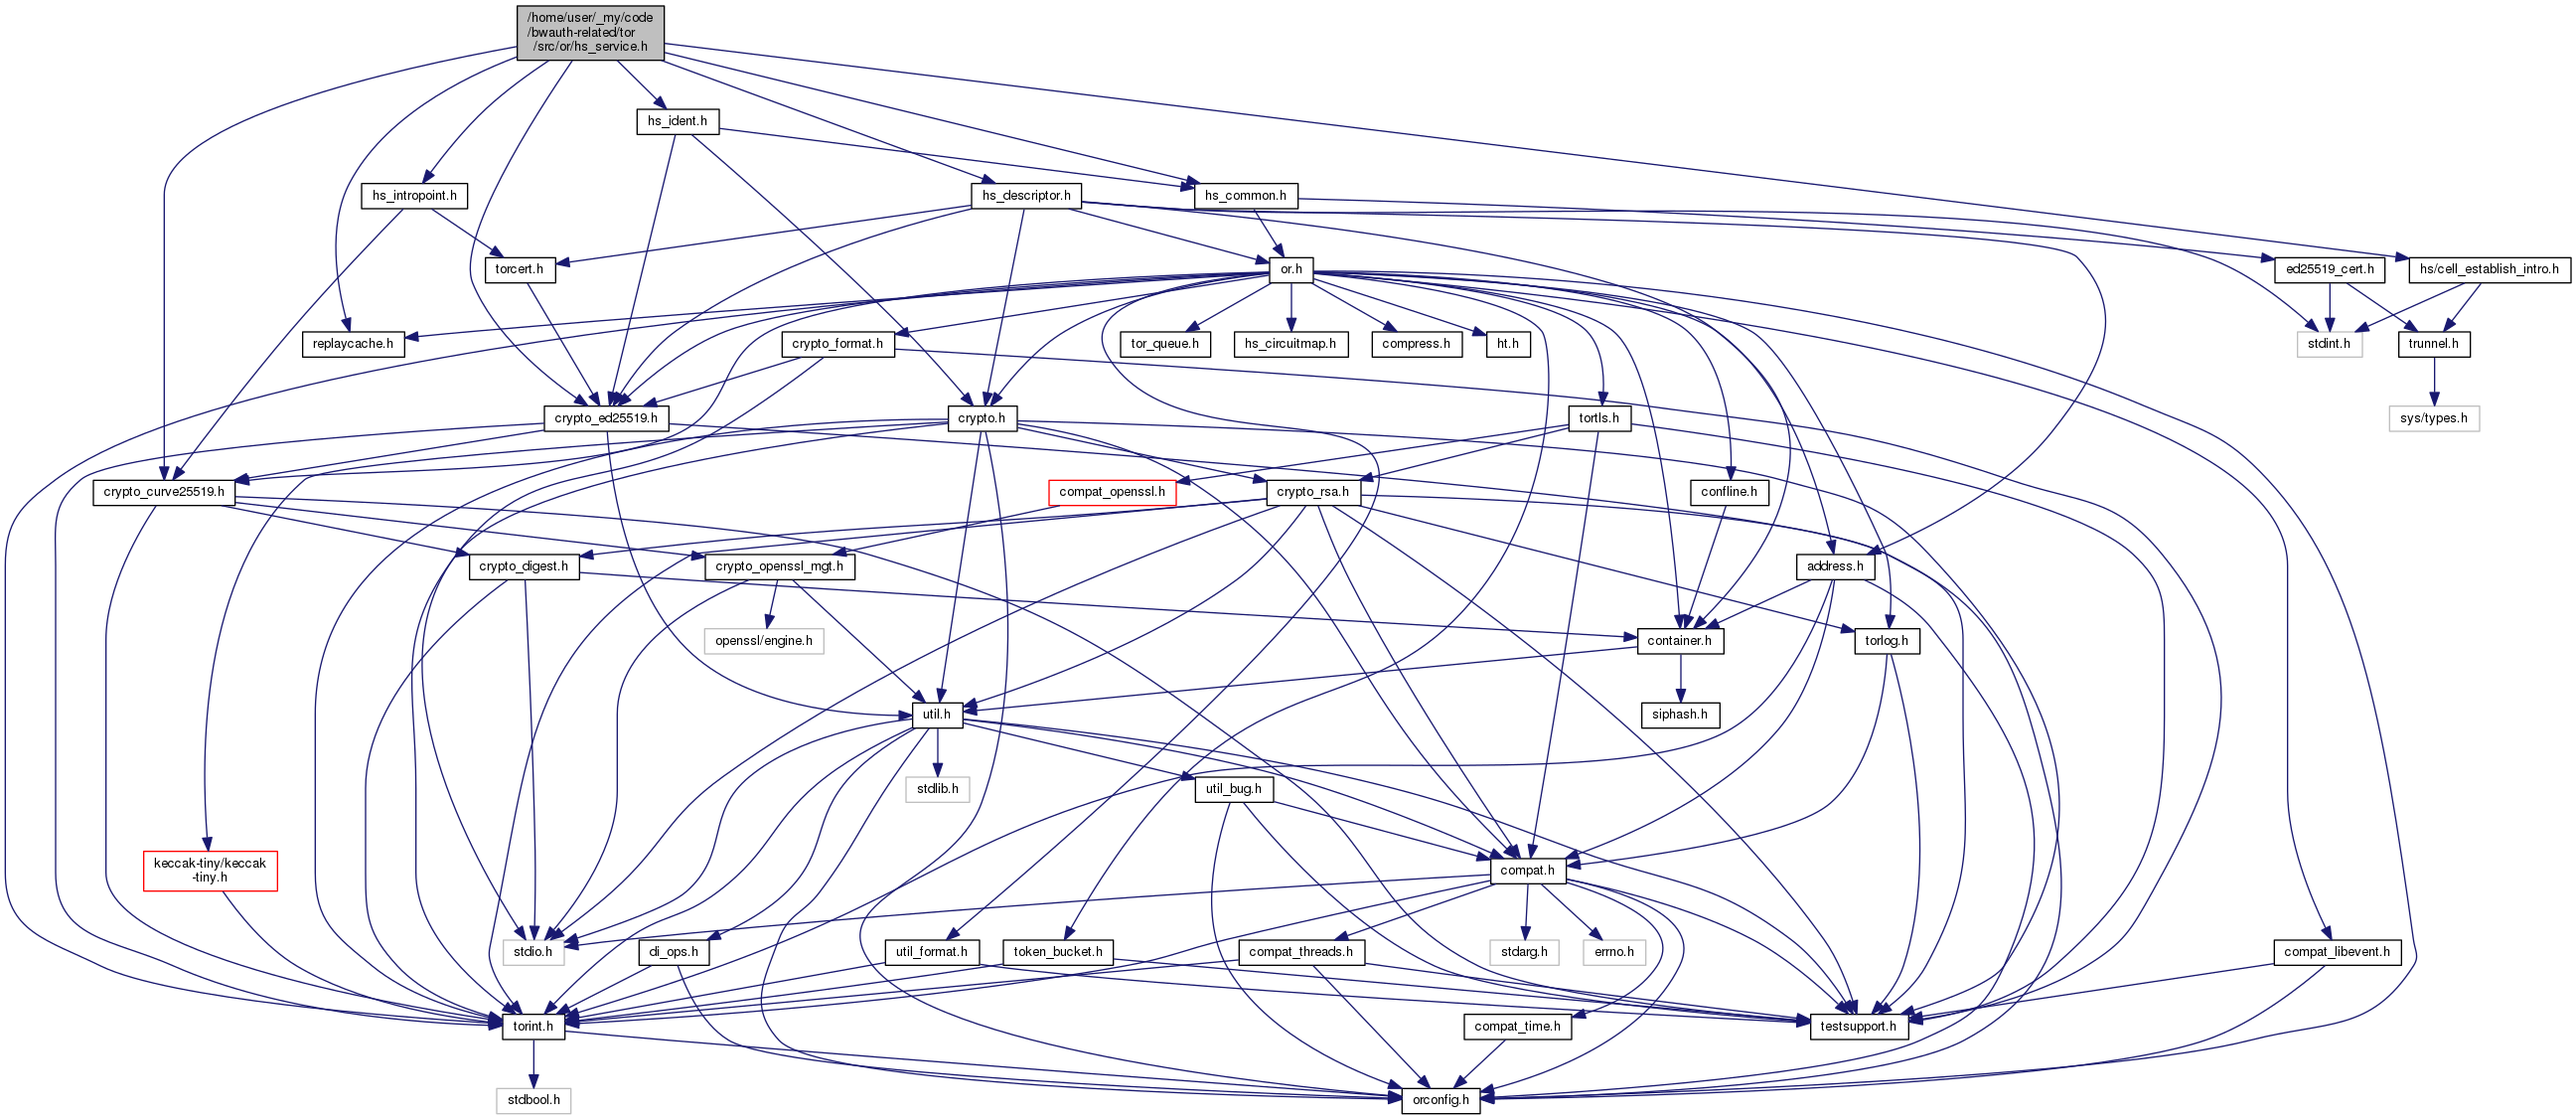 /home/user/_my/code
/bwauth-related/tor
/src/or/hs_service.h
hs_ident.h
hs_intropoint.h
hs_descriptor.h
hs_common.h
torcert.h
or.h
ed25519_cert.h
hs/cell_establish_intro.h
replaycache.h
crypto_format.h
tor_queue.h
hs_circuitmap.h
compress.h
ht.h
stdint.h
trunnel.h
crypto_ed25519.h
crypto.h
tortls.h
sys/types.h
crypto_curve25519.h
compat_openssl.h
crypto_rsa.h
confline.h
crypto_digest.h
crypto_openssl_mgt.h
address.h
openssl/engine.h
container.h
torlog.h
util.h
siphash.h
stdlib.h
util_bug.h
keccak-tiny/keccak
-tiny.h
compat.h
stdio.h
di_ops.h
util_format.h
token_bucket.h
compat_threads.h
stdarg.h
errno.h
compat_libevent.h
torint.h
compat_time.h
testsupport.h
stdbool.h
orconfig.h